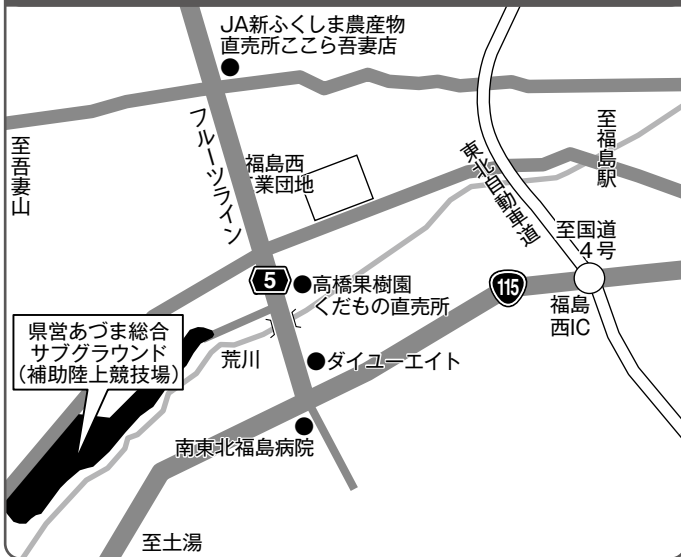 JA新ふくしま農産物
直売所ここら吾妻店
至吾妻山
フルーツライン
福島西
業団地
東北自動車道
至福島駅
至国道
4号
5
高橋果樹園
くだもの直売所
115
福島
西IC
県営あづま総合
サブグラウンド
(補助陸上競技場)
荒川
ダイユーエイト
南東北福島病院
至土湯